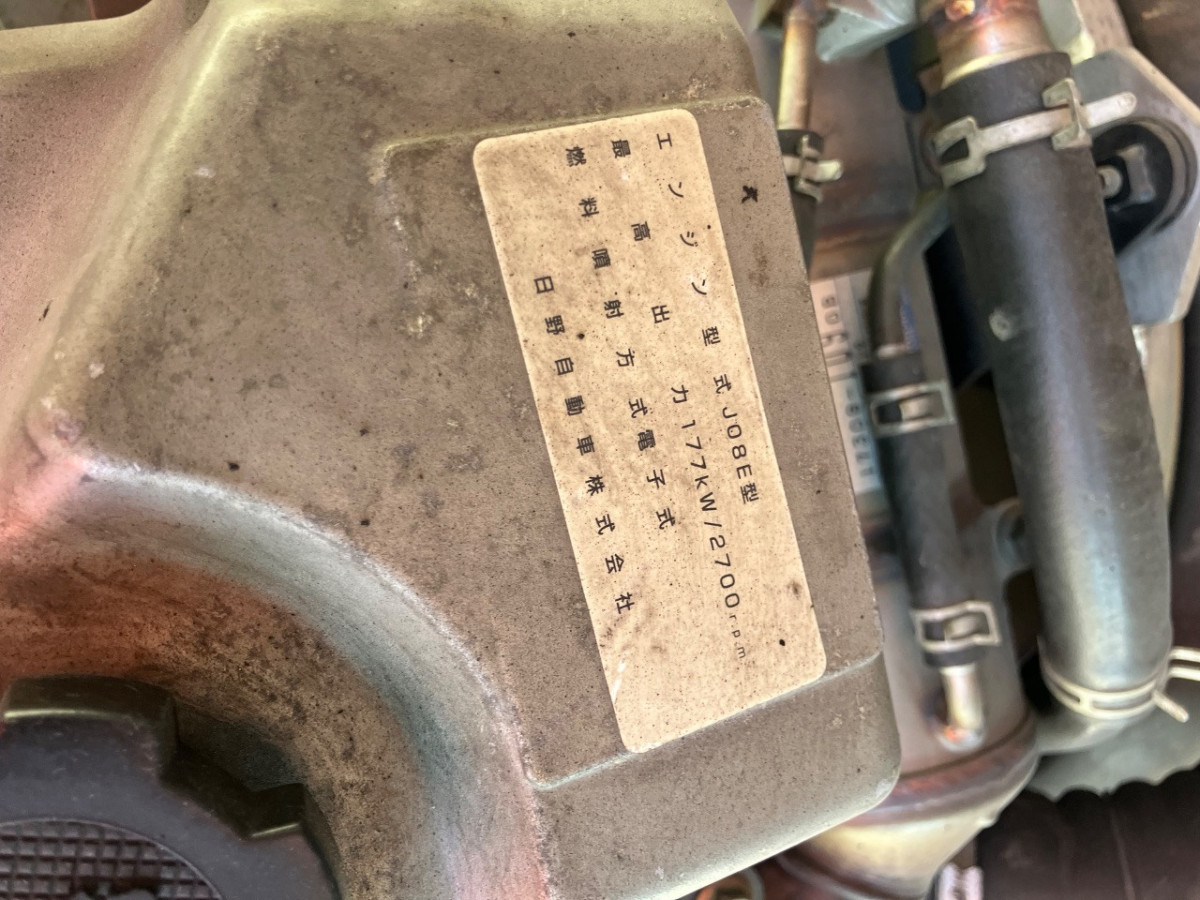 エンジン型式J08E型
最高出力177kW/2700rpm
燃料噴射方式電子式
日野自動車株式会社